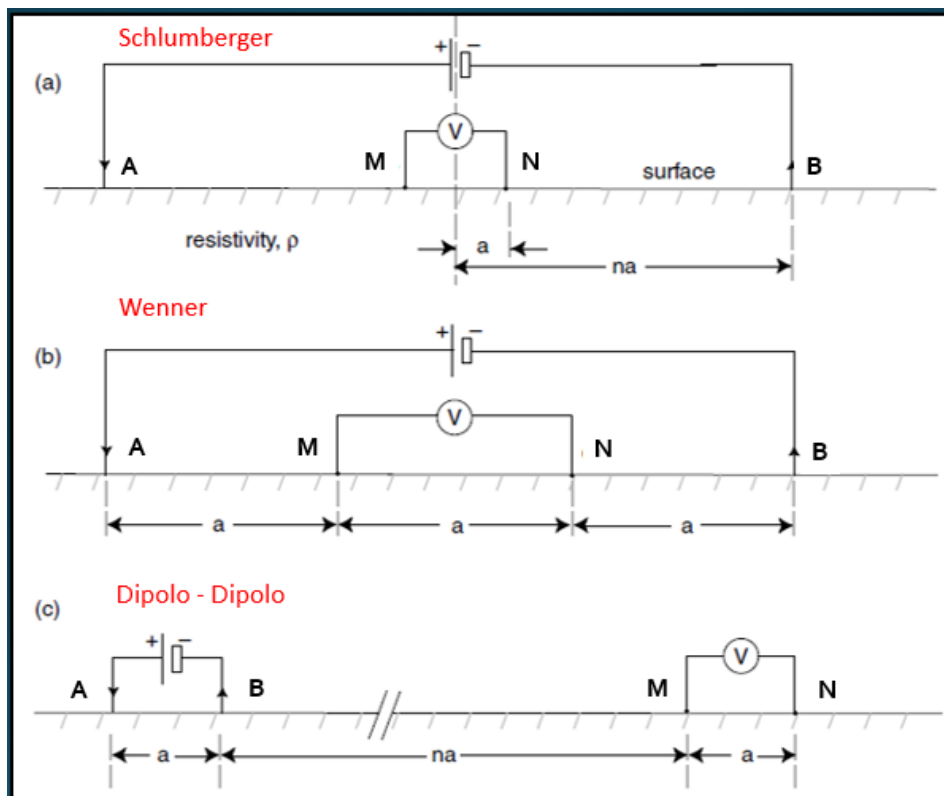 Schlumberger
(a)
+ −
V
A
M
N
surface
B
resistivity, ρ
a
na
Wenner
(b)
+ −
V
A
M
N
B
a
a
a
Dipolo - Dipolo
(c)
+ −
V
A
B
M
N
a
na
a